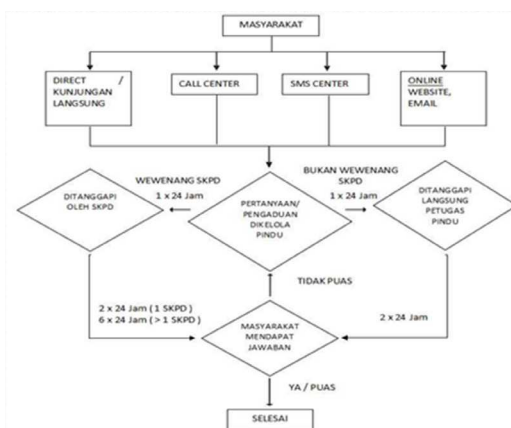 MASYARAKAT
DIRECT /
KUNJUNGAN
LANGSUNG
CALL CENTER
SMS CENTER
ONLINE
WEBSITE,
EMAIL
WEWENANG SKPD
1 x 24 Jam
BUKAN WEWENANG
SKPD
1 x 24 Jam
DITANGGAPI
OLEH SKPD
PERTANYAAN/
PENGADUAN
DIKELOLA
PINDU
DITANGGAPI
LANGSUNG
PETUGAS
PINDU
TIDAK PUAS
2 x 24 Jam ( 1 SKPD )
6 x 24 Jam ( > 1 SKPD )
MASYARAKAT
MENDAPAT
JAWABAN
2 x 24 Jam
YA / PUAS
SELESAI